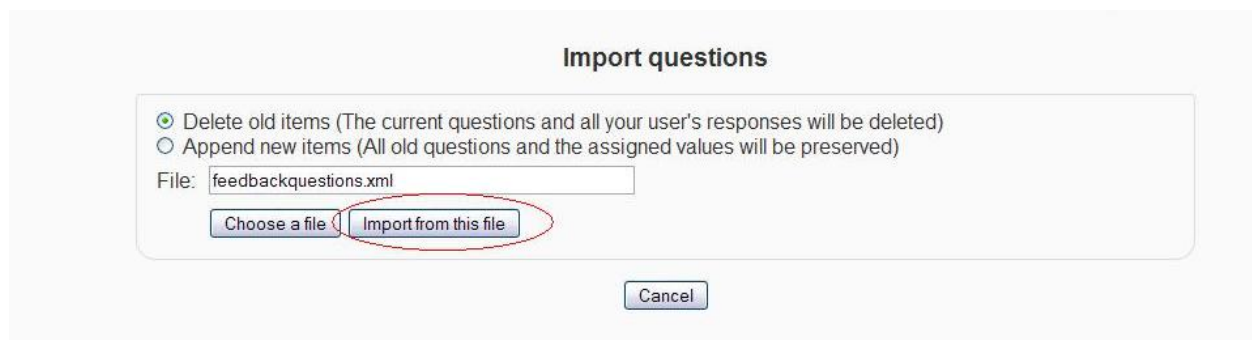 Import questions
Delete old items (The current questions and all your user's responses will be deleted)
Append new items (All old questions and the assigned values will be preserved)
File: feedbackquestions.xml
Choose a file Import from this file
Cancel